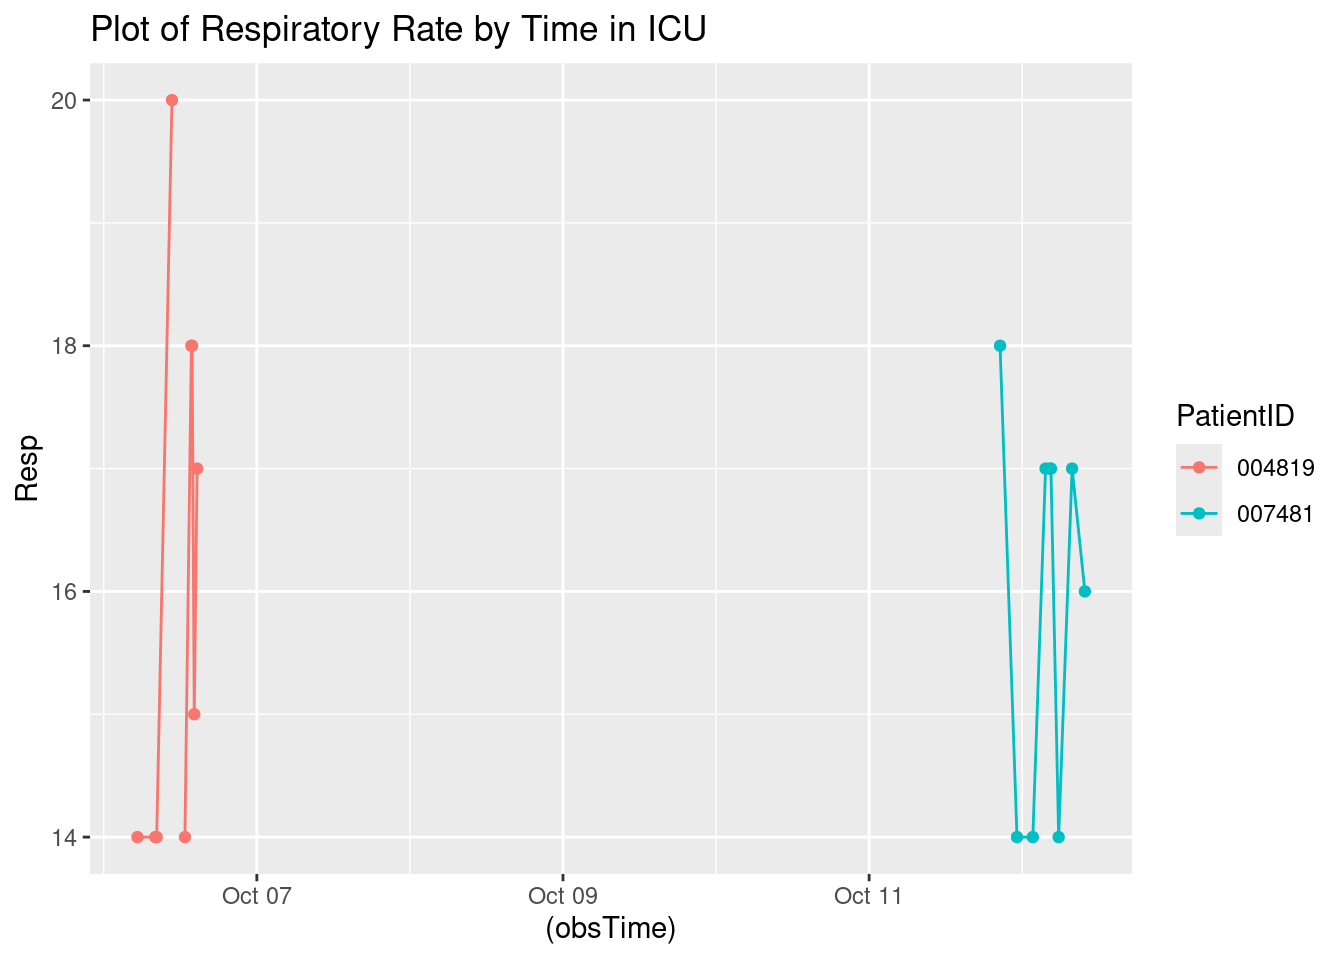 Plot of Respiratory Rate by Time in ICU
20
18
16
14
Resp
Oct 07
Oct 09
Oct 11
(obsTime)
PatientID
004819
007481